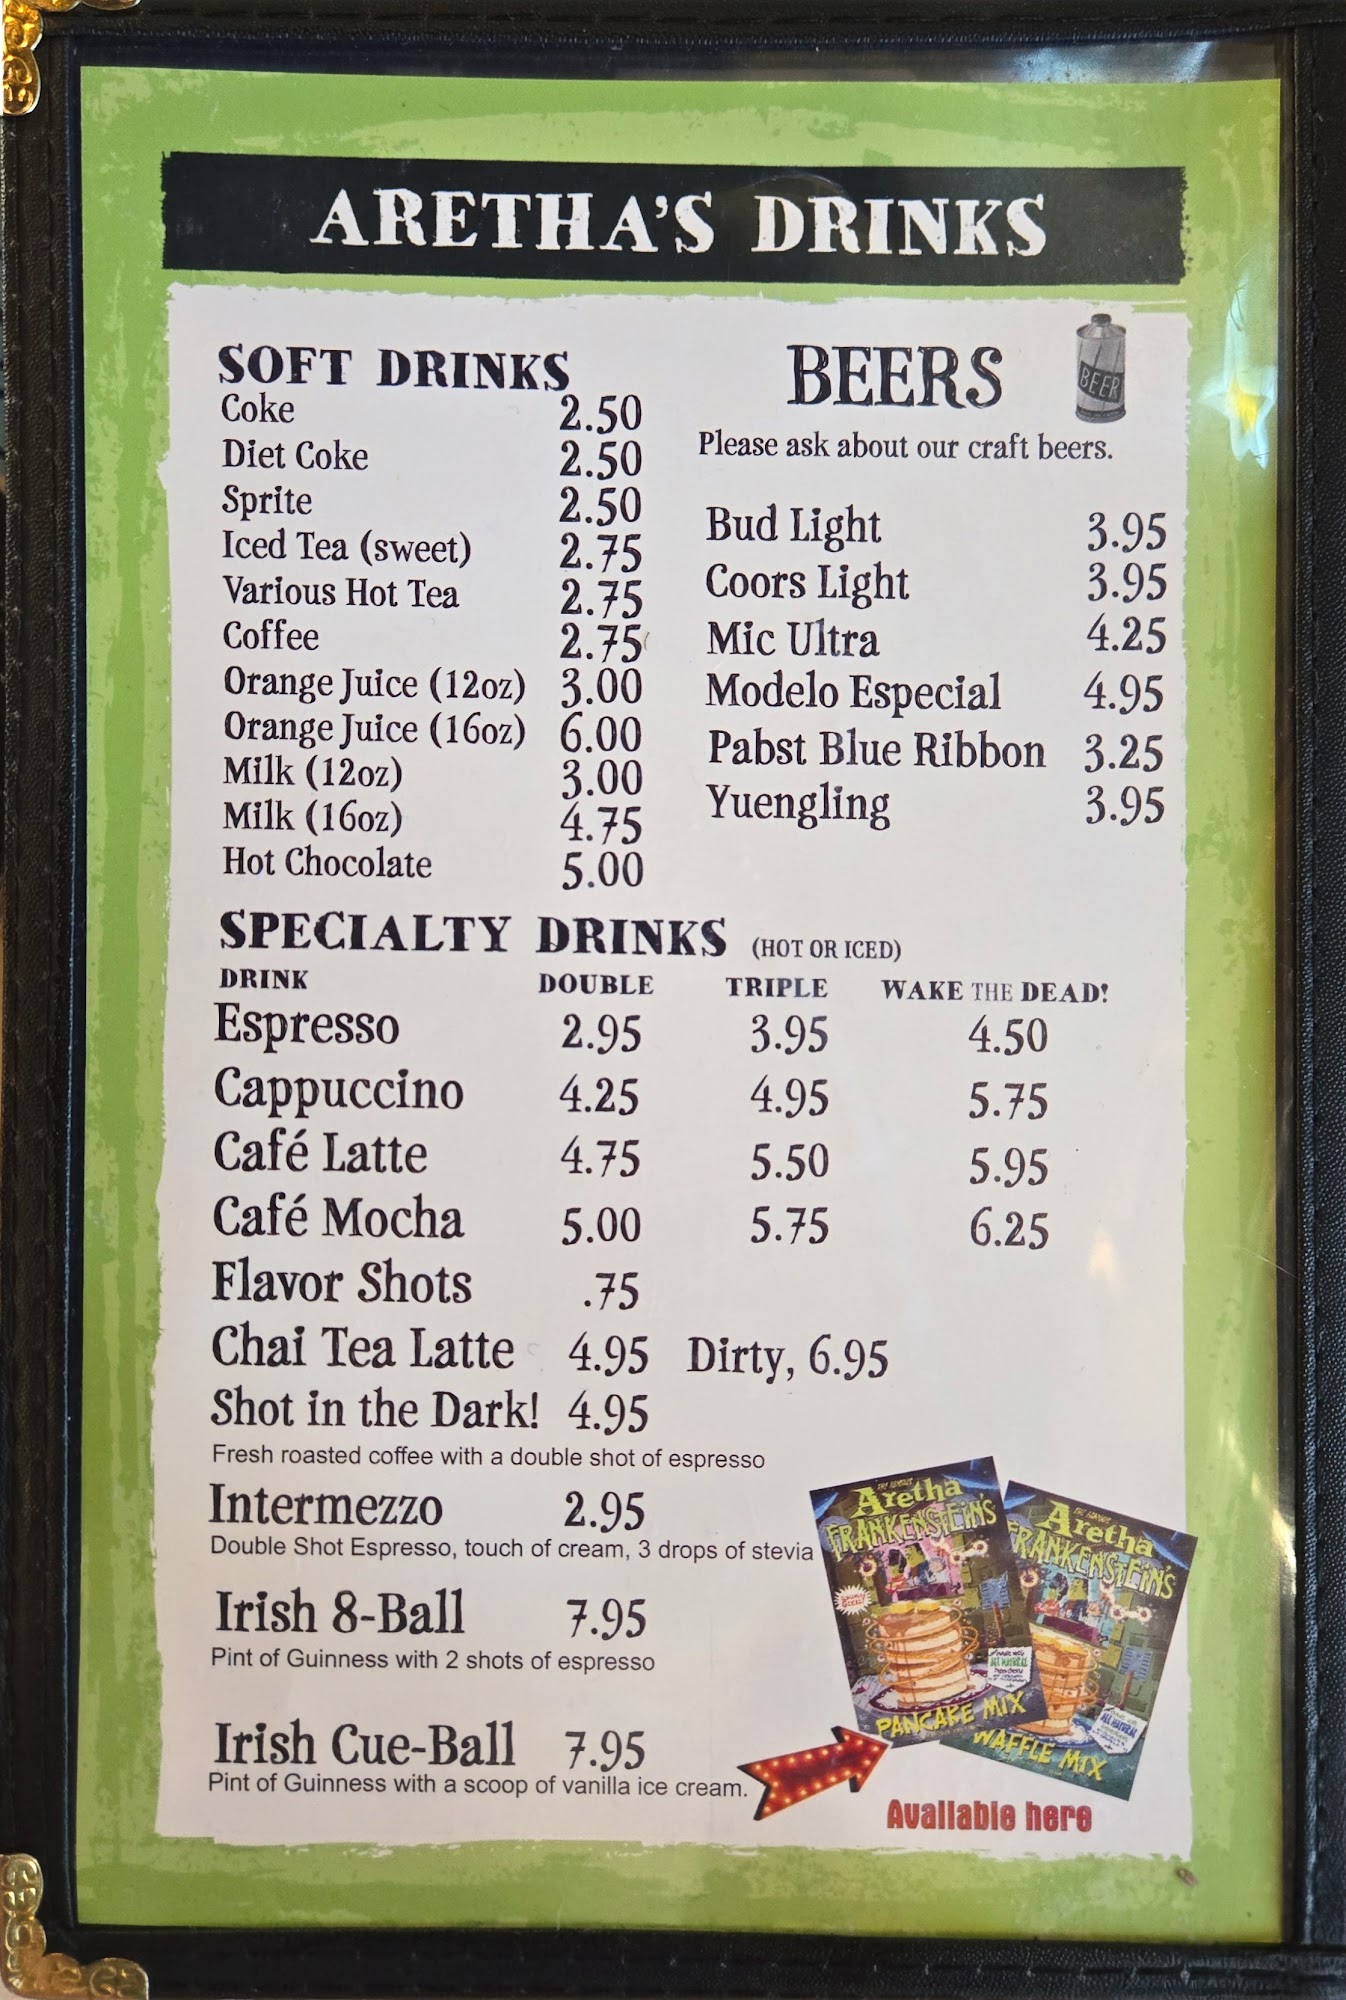 ARETHA'S DRINKS
SOFT DRINKS
Coke 2.50
Diet Coke 2.50
Sprite 2.50
Iced Tea (sweet) 2.75
Various Hot Tea 2.75
Coffee 2.75
Orange Juice (12oz) 3.00
Orange Juice (16oz) 6.00
Milk (12oz) 3.00
Milk (16oz) 4.75
Hot Chocolate 5.00
BEERS
BEER
Please ask about our craft beers.
Bud Light 3.95
Coors Light 3.95
Mic Ultra 4.25
Modelo Especial 4.95
Pabst Blue Ribbon 3.25
Yuengling 3.95
SPECIALTY DRINKS (HOT OR ICED)
DRINK DOUBLE TRIPLE WAKE THE DEAD!
Espresso 2.95 3.95 4.50
Cappuccino 4.25 4.95 5.75
Café Latte 4.75 5.50 5.95
Café Mocha 5.00 5.75 6.25
Flavor Shots .75
Chai Tea Latte 4.95 Dirty, 6.95
Shot in the Dark! 4.95
Fresh roasted coffee with a double shot of espresso
Intermezzo 2.95
Double Shot Espresso, touch of cream, 3 drops of stevia
Irish 8-Ball 7.95
Pint of Guinness with 2 shots of espresso
Irish Cue-Ball 7.95
Pint of Guinness with a scoop of vanilla ice cream.
Aretha
FRANKENSTEIN'S
ALL NATURAL
PANCAKE MIX
Aretha
FRANKENSTEIN'S
ALL NATURAL
WAFFLE MIX
Available here